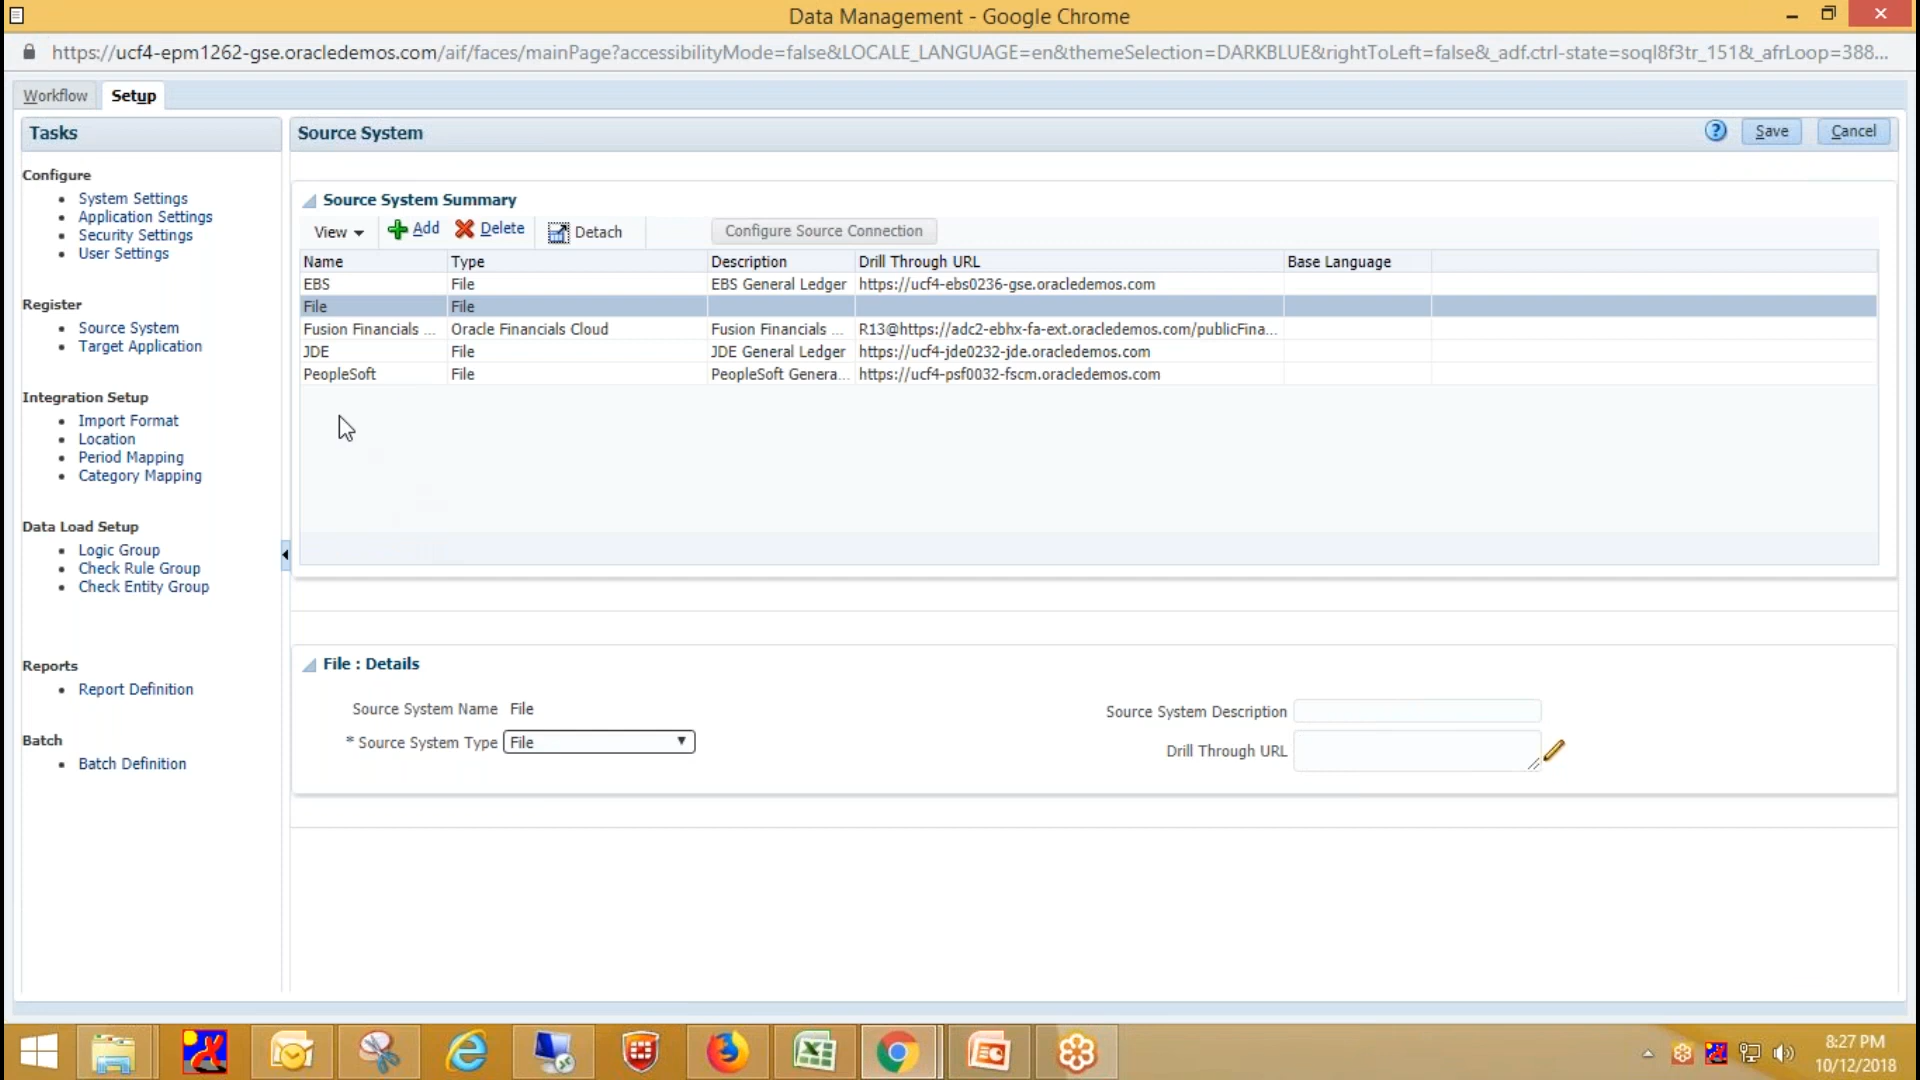 Data Management - Google Chrome
https://ucf4-epm1262-gse.oracledemos.com/aif/faces/mainPage?accessibilityMode=false&LOCALE_LANGUAGE=en&themeSelection=DARKBLUE&rightToLeft=false&_adf.ctrl-state=soql8f3tr_151&_afrLoop=388...
Workflow Setup
Tasks
Configure
System Settings
Application Settings
Security Settings
User Settings
Register
Source System
Target Application
Integration Setup
Import Format
Location
Period Mapping
Category Mapping
Data Load Setup
Logic Group
Check Rule Group
Check Entity Group
Reports
Report Definition
Batch
Batch Definition
Source System ? Save Cancel
Source System Summary
View Add Delete Detach Configure Source Connection
Name Type Description Drill Through URL Base Language
EBS File EBS General Ledger https://ucf4-ebs0236-gse.oracledemos.com
File File
Fusion Financials ... Oracle Financials Cloud Fusion Financials ... R13@https://adc2-ebhx-fa-ext.oracledemos.com/publicFina...
JDE File JDE General Ledger https://ucf4-jde0232-jde.oracledemos.com
PeopleSoft File PeopleSoft Genera... https://ucf4-psf0032-fscm.oracledemos.com
File : Details
Source System Name File Source System Description
* Source System Type File Drill Through URL
8:27 PM
10/12/2018